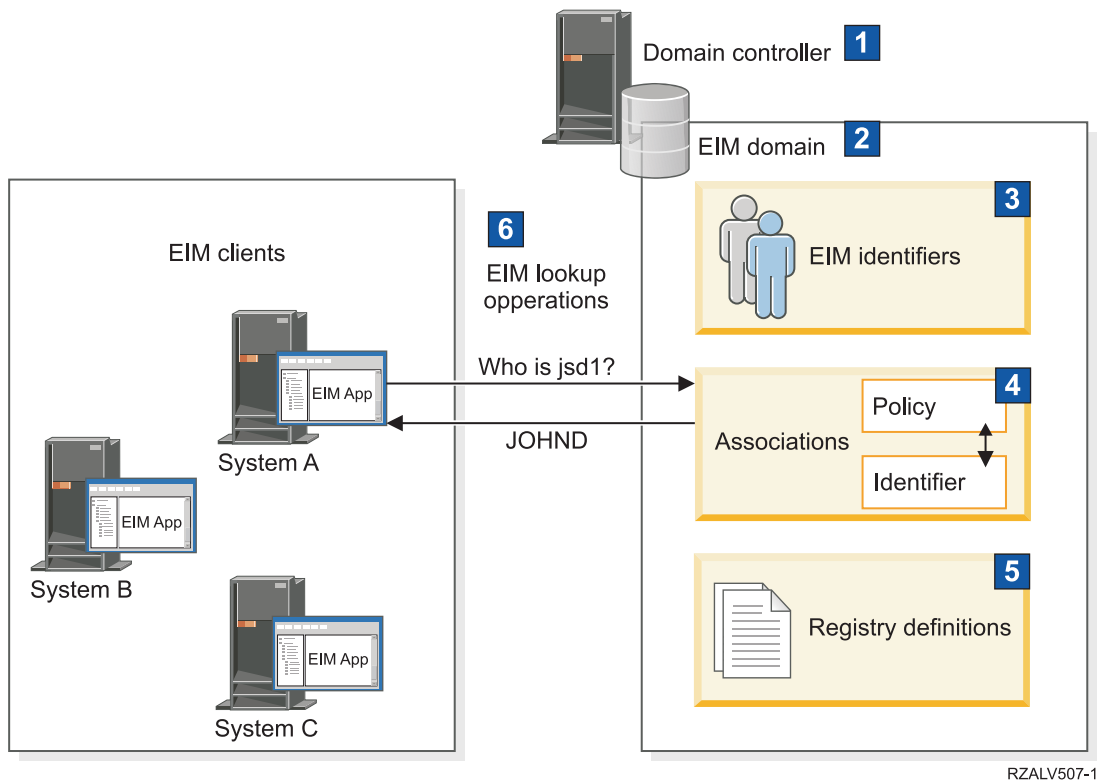 Domain controller 1
EIM domain 2
3
EIM identifiers
6
EIM clients
EIM lookup
opperations
Who is jsd1?
EIM App
System A
JOHND
4
Policy
Associations
Identifier
EIM App
System B
5
Registry definitions
EIM App
System C
RZALV507-1